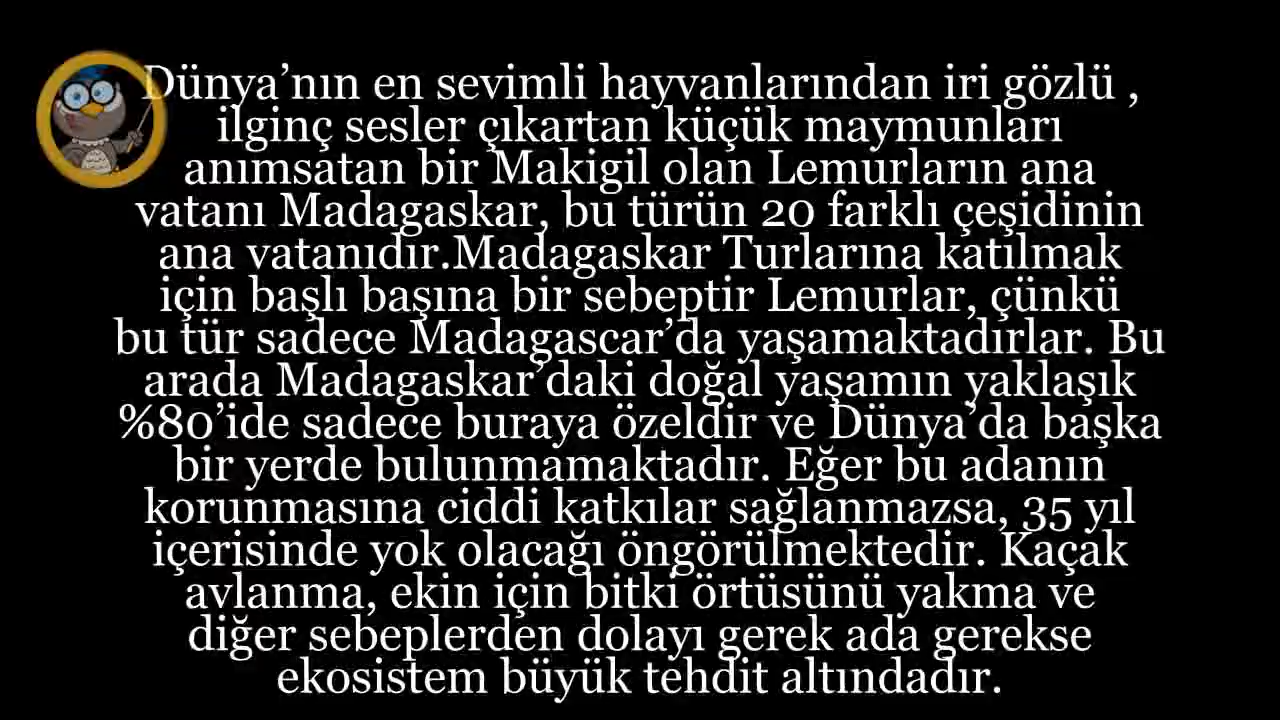 Dünya’nın en sevimli hayvanlarından iri gözlü ,
ilginç sesler çıkartan küçük maymunları
anımsatan bir Makigil olan Lemurların ana
vatanı Madagaskar, bu türün 20 farklı çeşidinin
ana vatanıdır.Madagaskar Turlarına katılmak
için başlı başına bir sebeptir Lemurlar, çünkü
bu tür sadece Madagascar’da yaşamaktadırlar. Bu
arada Madagaskar’daki doğal yaşamın yaklaşık
%80’ide sadece buraya özeldir ve Dünya’da başka
bir yerde bulunmamaktadır. Eğer bu adanın
korunmasına ciddi katkılar sağlanmazsa, 35 yıl
içerisinde yok olacağı öngörülmektedir. Kaçak
avlanma, ekin için bitki örtüsünü yakma ve
diğer sebeplerden dolayı gerek ada gerekse
ekosistem büyük tehdit altındadır.